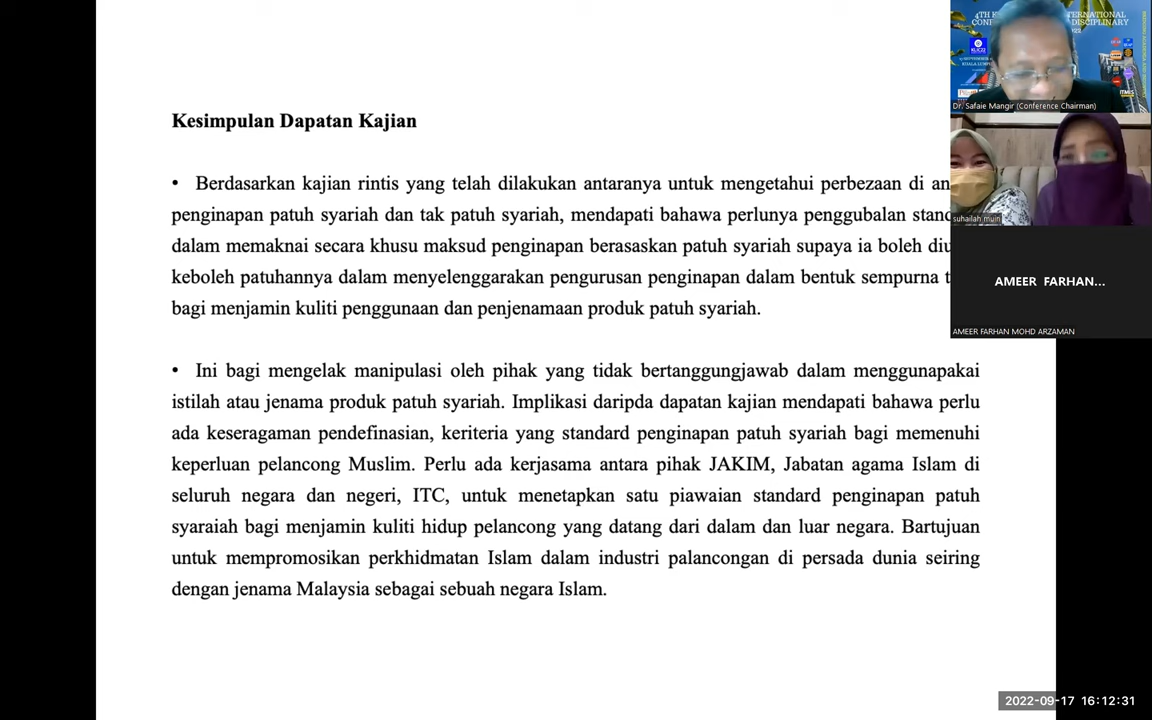 Kesimpulan Dapatan Kajian
• Berdasarkan kajian rintis yang telah dilakukan antaranya untuk mengetahui perbezaan di
penginapan patuh syariah dan tak patuh syariah, mendapati bahawa perlunya penggubalan
dalam memaknai secara khusu maksud penginapan berasaskan patuh syariah supaya ia boleh
keboleh patuhannya dalam menyelenggarakan pengurusan penginapan dalam bentuk sempurna
bagi menjamin kuliti penggunaan dan penjenamaan produk patuh syariah.
• Ini bagi mengelak manipulasi oleh pihak yang tidak bertanggungjawab dalam menggunapakai
istilah atau jenama produk patuh syariah. Implikasi daripda dapatan kajian mendapati bahawa perlu
ada keseragaman pendefinasian, keriteria yang standard penginapan patuh syariah bagi memenuhi
keperluan pelancong Muslim. Perlu ada kerjasama antara pihak JAKIM, Jabatan agama Islam di
seluruh negara dan negeri, ITC, untuk menetapkan satu piawaian standard penginapan patuh
syaraiah bagi menjamin kuliti hidup pelancong yang datang dari dalam dan luar negara. Bartujuan
untuk mempromosikan perkhidmatan Islam dalam industri palancongan di persada dunia seiring
dengan jenama Malaysia sebagai sebuah negara Islam.
Dr. Safaie Mangir (Conference Chairman)
suhailah muin
AMEER FARHAN...
AMEER FARHAN MOHD ARZAMAN
2022-09-17 16:12:31